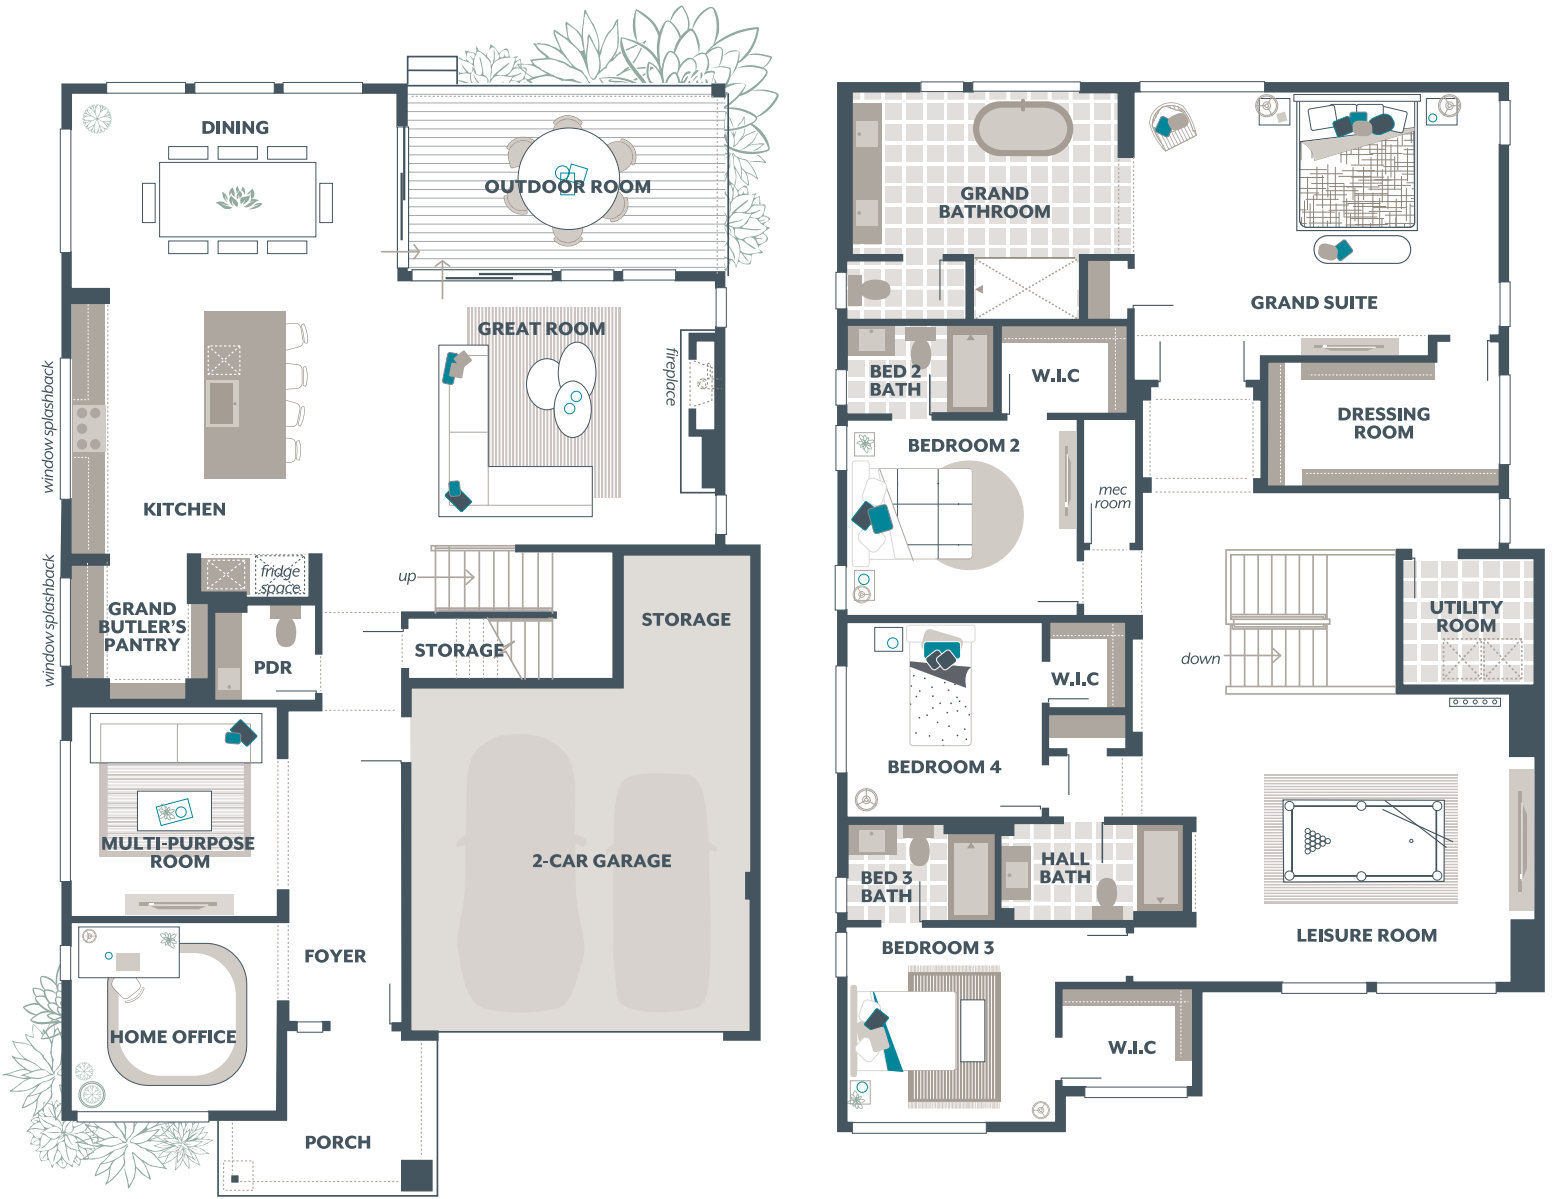 DINING
OUTDOOR ROOM
GREAT ROOM
fireplace
window splashback
KITCHEN
window splashback
fridge
space
up
GRAND
BUTLER'S
PANTRY
PDR
STORAGE
STORAGE
MULTI-PURPOSE
ROOM
2-CAR GARAGE
FOYER
HOME OFFICE
PORCH
GRAND
BATHROOM
GRAND SUITE
BED 2
BATH
W.I.C
DRESSING
ROOM
BEDROOM 2
mec
room
UTILITY
ROOM
down
W.I.C
BEDROOM 4
BED 3
BATH
HALL
BATH
LEISURE ROOM
BEDROOM 3
W.I.C